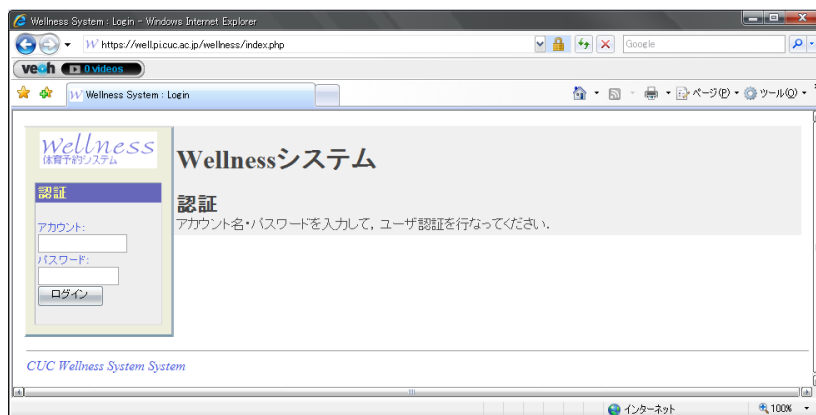 Wellness System : Login - Windows Internet Explorer
https://well.pi.cuc.ac.jp/wellness/index.php
Google
veoh 0 videos
Wellness System : Login
ページ(P)
ツール(O)
Wellness
体育予約システム
認証
アカウント:
パスワード:
ログイン
Wellnessシステム
認証
アカウント名・パスワードを入力して，ユーザ認証を行なってください．
CUC Wellness System System
インターネット
100%